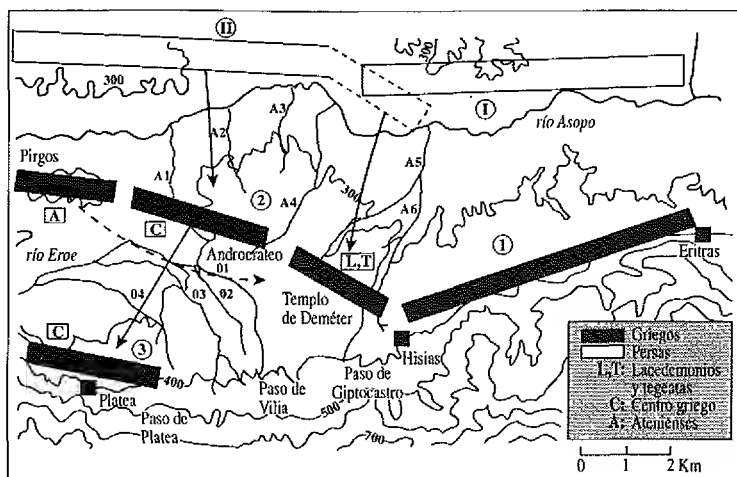 II
300
300
I
río Asopo
A3
A2
A1
A5
Pirgos
A4
300
A6
2
A
C
1
río Eroe
Androcraleo
01
L,T
Eritras
04
03
02
Templo
de Deméter
C
3
Hisias
400
Platea
Paso de
Vilia
Paso de
Giptocastro
500
Paso de
Platea
700
Griegos
Persas
L,T: Lacedemonios
y tegeatas
C: Centro griego
A: Atenienses
0 1 2 Km